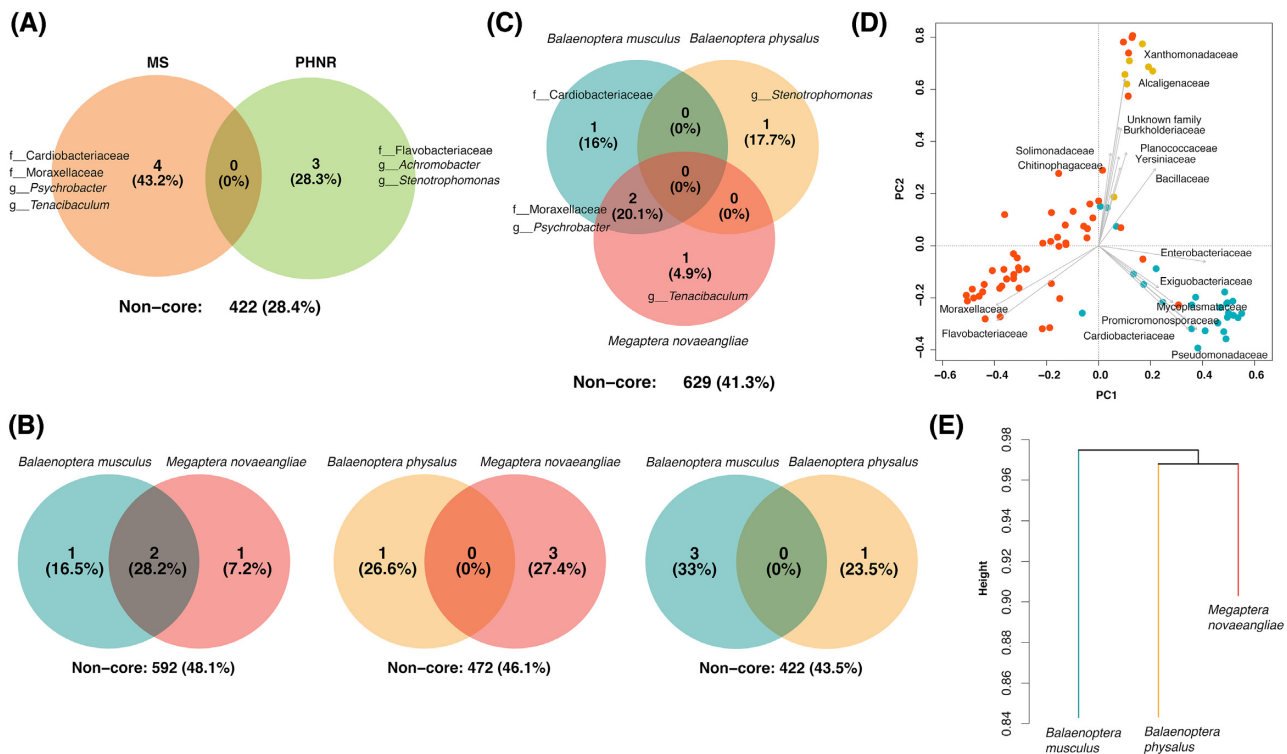 (A)
MS
PHNR
f__Cardiobacteriaceae
f__Moraxellaceae
g__Psychrobacter
g__Tenacibaculum
4
(43.2%)
0
(0%)
3
(28.3%)
f__Flavobacteriaceae
g__Achromobacter
g__Stenotrophomonas
Non–core: 422 (28.4%)
(C)
Balaenoptera musculus
Balaenoptera physalus
f__Cardiobacteriaceae
1
(16%)
0
(0%)
g__Stenotrophomonas
1
(17.7%)
0
(0%)
2
(20.1%)
0
(0%)
f__Moraxellaceae
g__Psychrobacter
1
(4.9%)
g__Tenacibaculum
Megaptera novaeangliae
Non–core: 629 (41.3%)
(D)
PC2
0.8
0.6
0.4
0.2
0.0
−0.2
−0.4
Xanthomonadaceae
Alcaligenaceae
Unknown family
Burkholderiaceae
Solimonadaceae
Planococcaceae
Chitinophagaceae
Yersiniaceae
Bacillaceae
Enterobacteriaceae
Exiguobacteriaceae
Moraxellaceae
Mycoplasmataceae
Promicromonosporaceae
Flavobacteriaceae
Cardiobacteriaceae
Pseudomonadaceae
−0.6 −0.4 −0.2 0.0 0.2 0.4 0.6
PC1
(B)
Balaenoptera musculus
Megaptera novaeangliae
1
(16.5%)
2
(28.2%)
1
(7.2%)
Non–core: 592 (48.1%)
Balaenoptera physalus
Megaptera novaeangliae
1
(26.6%)
0
(0%)
3
(27.4%)
Non–core: 472 (46.1%)
Balaenoptera musculus
Balaenoptera physalus
3
(33%)
0
(0%)
1
(23.5%)
Non–core: 422 (43.5%)
(E)
Height
0.98
0.96
0.94
0.92
0.90
0.88
0.86
0.84
Megaptera
novaeangliae
Balaenoptera
musculus
Balaenoptera
physalus